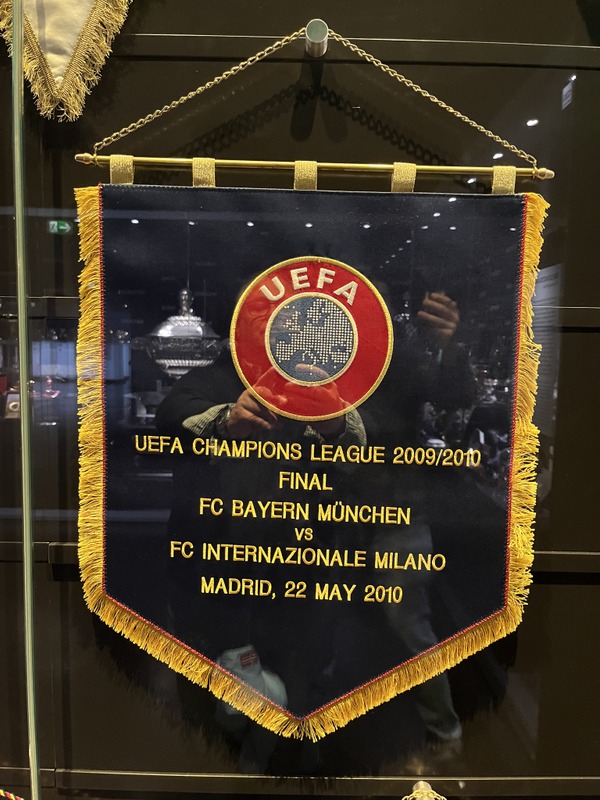 UEFA
UEFA CHAMPIONS LEAGUE 2009/2010
FINAL
FC BAYERN MÜNCHEN
VS
FC INTERNAZIONALE MILANO
MADRID, 22 MAY 2010